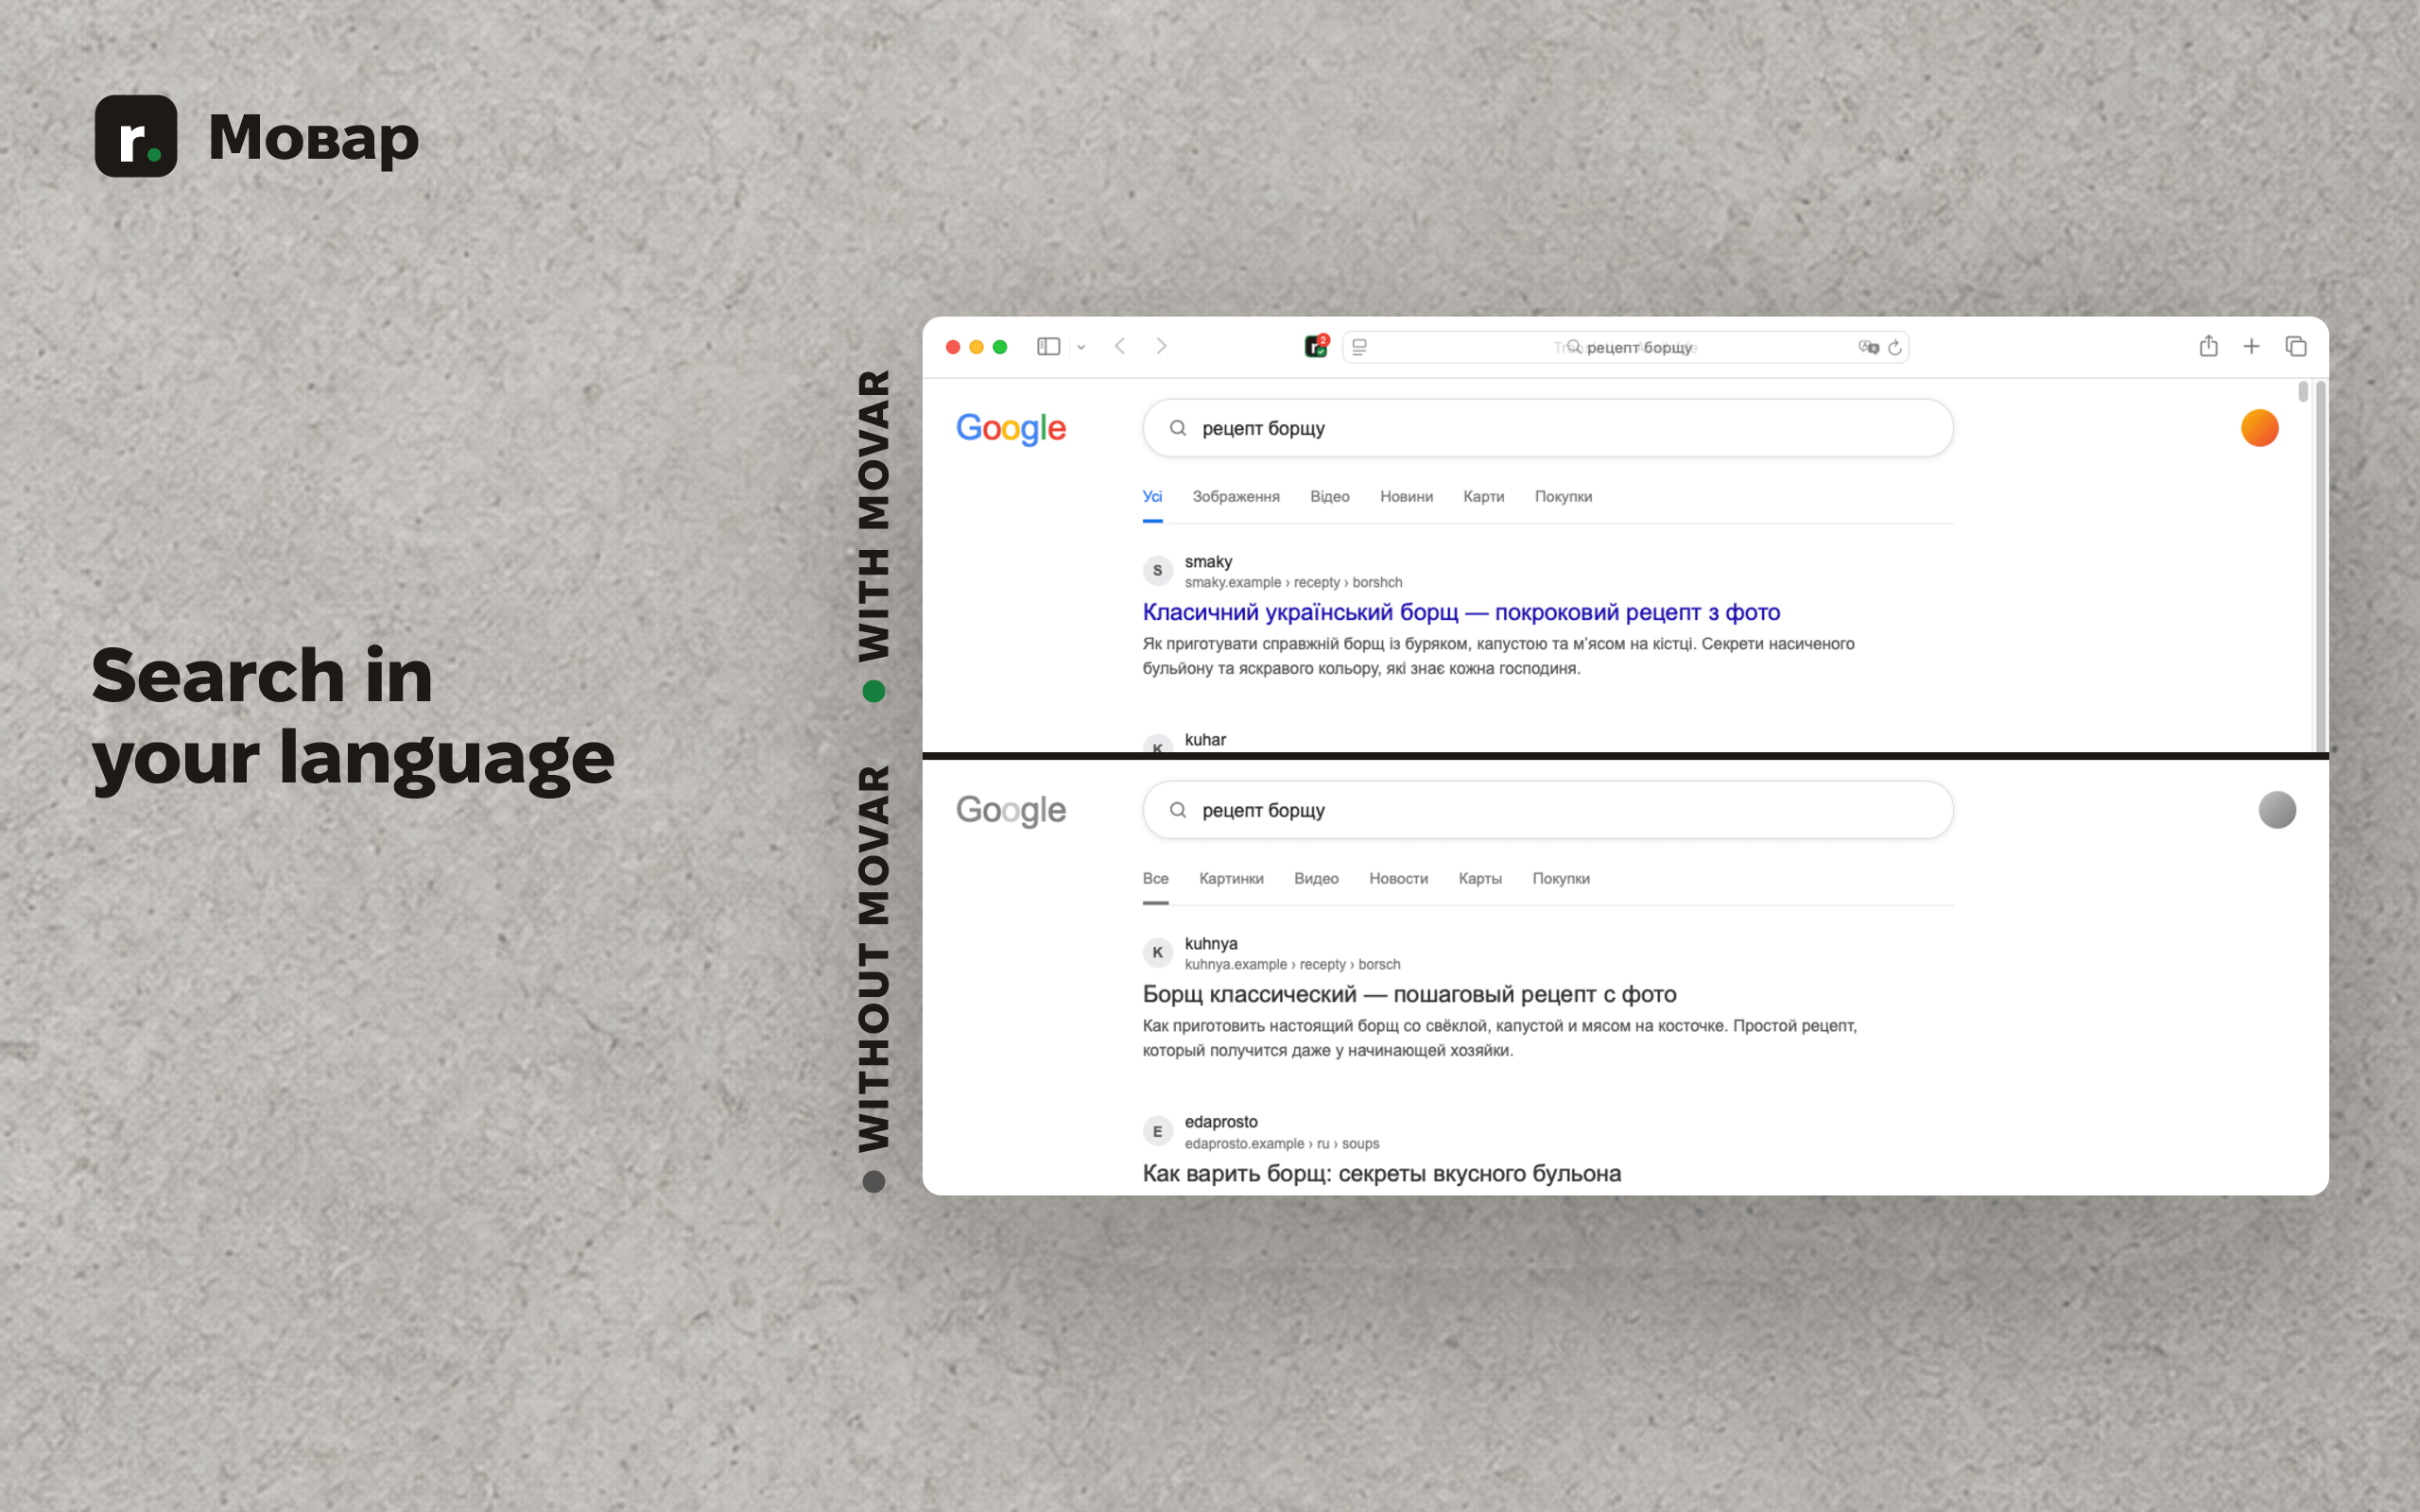 r.
Мовар
Search in
your language
WITH MOVAR
WITHOUT MOVAR
r 2
рецепт борщу
Google
рецепт борщу
Усі Зображення Відео Новини Карти Покупки
S
smaky
smaky.example › recepty › borshch
Класичний український борщ — покроковий рецепт з фото
Як приготувати справжній борщ із буряком, капустою та м'ясом на кістці. Секрети насиченого
бульйону та яскравого кольору, які знає кожна господиня.
K
kuhar
Google
рецепт борщу
Все Картинки Видео Новости Карты Покупки
K
kuhnya
kuhnya.example › recepty › borsch
Борщ классический — пошаговый рецепт с фото
Как приготовить настоящий борщ со свёклой, капустой и мясом на косточке. Простой рецепт,
который получится даже у начинающей хозяйки.
E
edaprosto
edaprosto.example › ru › soups
Как варить борщ: секреты вкусного бульона